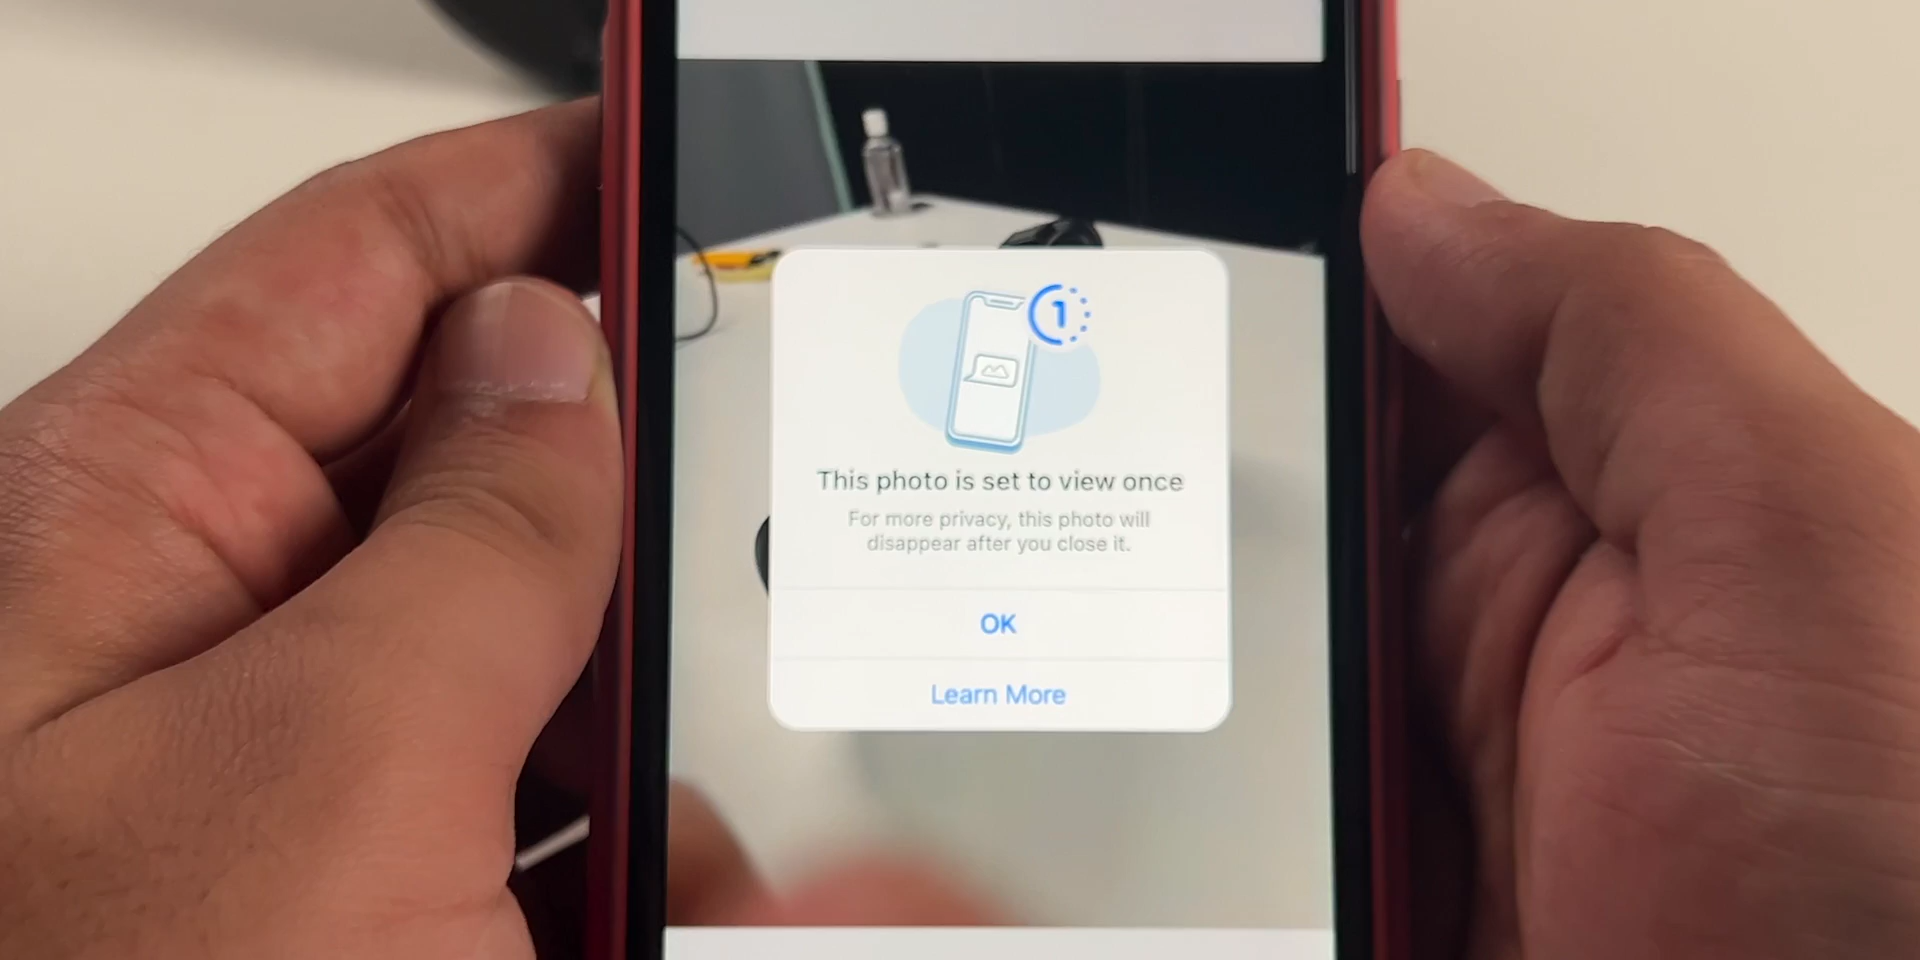 1
This photo is set to view once
For more privacy, this photo will
disappear after you close it.
OK
Learn More